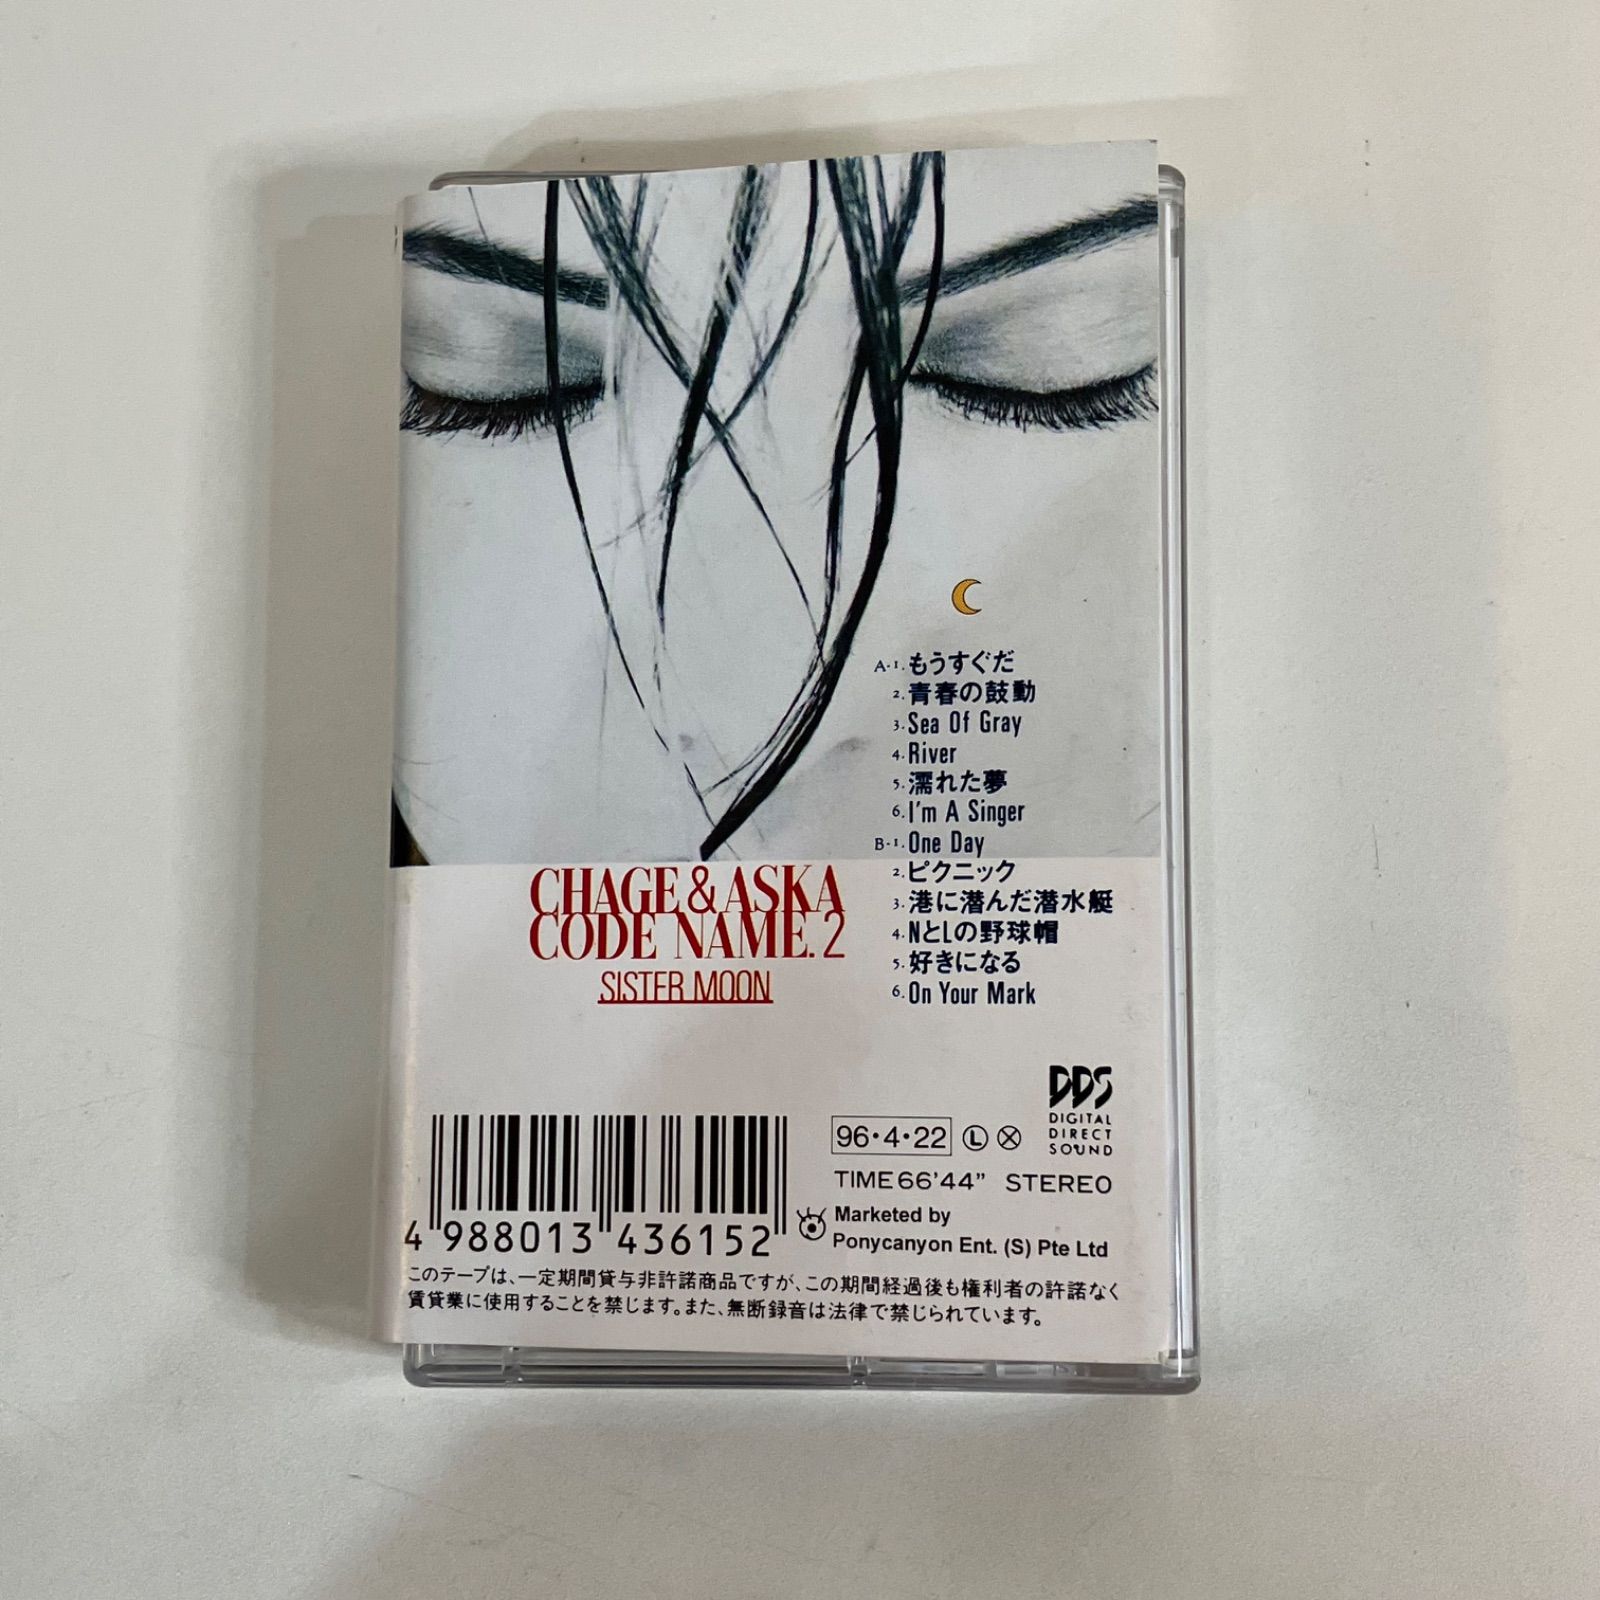 A-1.もうすぐだ
2.青春の鼓動
3.Sea Of Gray
4.River
5.濡れた夢
6.I'm A Singer
B-1.One Day
2.ピクニック
3.港に潜んだ潜水艇
4.NとLの野球帽
5.好きになる
6.On Your Mark
CHAGE&ASKA
CODE NAME.2
SISTER MOON
DDS
DIGITAL
DIRECT
SOUND
96・4・22 L X
TIME66'44" STEREO
Marketed by
Ponycanyon Ent. (S) Pte Ltd
4 988013 436152
このテープは、一定期間貸与非許諾商品ですが、この期間経過後も権利者の許諾なく
賃貸業に使用することを禁じます。また、無断録音は法律で禁じられています。